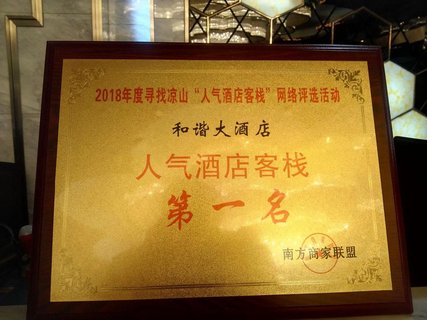 2018年度寻找凉山“人气酒店客栈”网络评选活动
和谐大酒店
人气酒店客栈
第一名
南方商家联盟